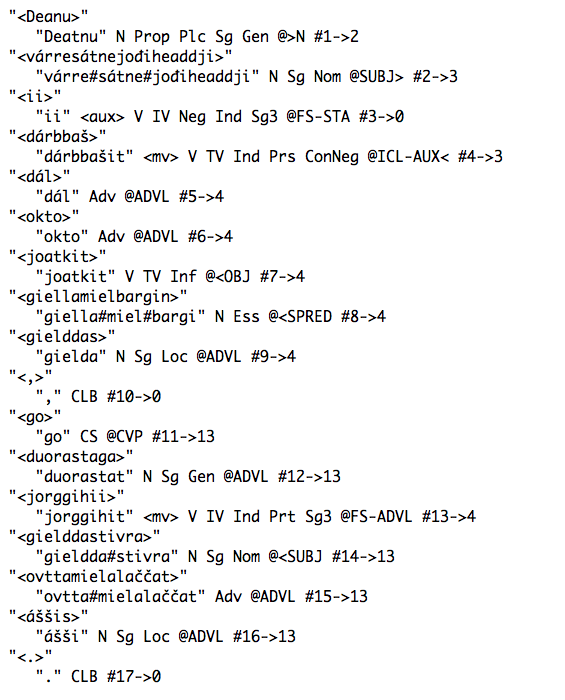 "<Deanu>"
"Deatnu" N Prop Plc Sg Gen @>N #1->2
"<várresátnejođiheaddji>"
"várre#sátne#jođiheaddji" N Sg Nom @SUBJ> #2->3
"<ii>"
"ii" <aux> V IV Neg Ind Sg3 @FS-STA #3->0
"<dárbbaš>"
"dárbbašit" <mv> V TV Ind Prs ConNeg @ICL-AUX< #4->3
"<dál>"
"dál" Adv @ADVL #5->4
"<okto>"
"okto" Adv @ADVL #6->4
"<joatkit>"
"joatkit" V TV Inf @<OBJ #7->4
"<giellamielbargin>"
"giella#miel#bargi" N Ess @<SPRED #8->4
"<gielddas>"
"gielda" N Sg Loc @ADVL #9->4
"<,>"
"," CLB #10->0
"<go>"
"go" CS @CVP #11->13
"<duorastaga>"
"duorastat" N Sg Gen @ADVL #12->13
"<jorggihii>"
"jorggihit" <mv> V IV Ind Prt Sg3 @FS-ADVL #13->4
"<gielddastivra>"
"gieldda#stivra" N Sg Nom @<SUBJ #14->13
"<ovttamielalaččat>"
"ovtta#mielalaččat" Adv @ADVL #15->13
"<áššis>"
"ášši" N Sg Loc @ADVL #16->13
"<.>"
"." CLB #17->0